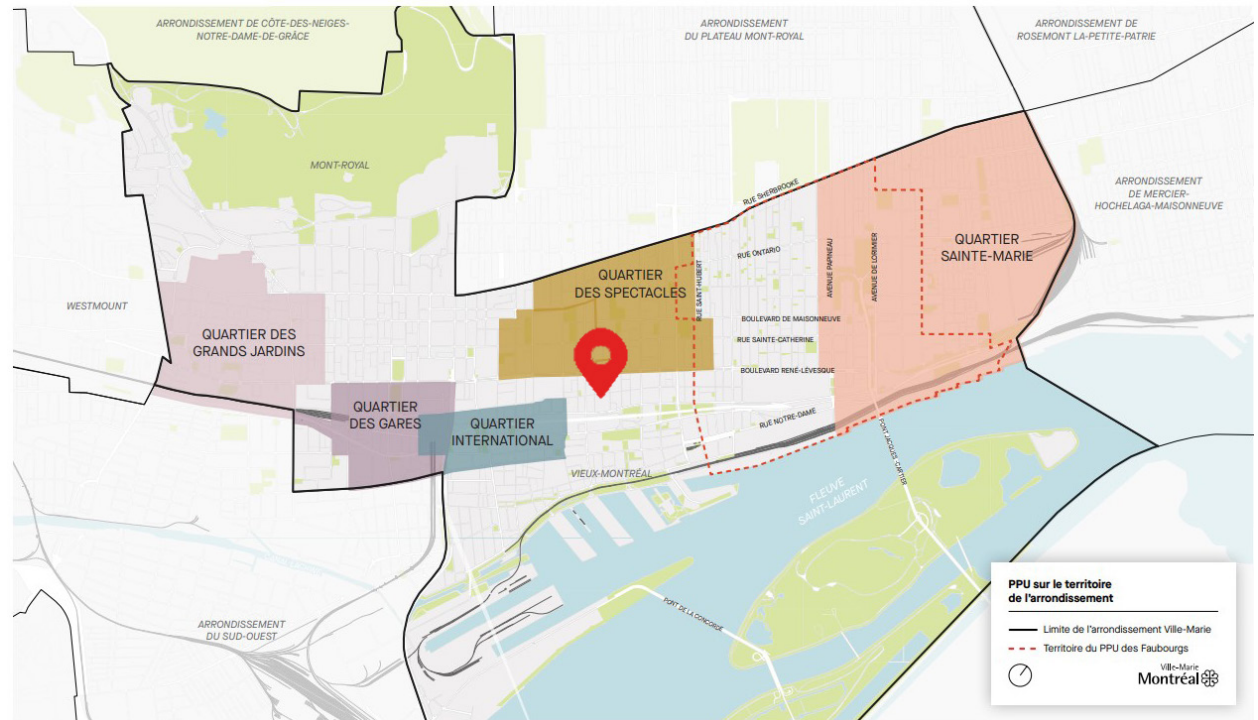 ARRONDISSEMENT DE CÔTE-DES-NEIGES-
NOTRE-DAME-DE-GRÂCE
ARRONDISSEMENT
DU PLATEAU MONT-ROYAL
ARRONDISSEMENT DE
ROSEMONT LA-PETITE-PATRIE
MONT-ROYAL
ARRONDISSEMENT
DE MERCIER-
HOCHELAGA-MAISONNEUVE
RUE SHERBROOKE
QUARTIER
SAINTE-MARIE
RUE ONTARIO
AVENUE PAPINEAU
AVENUE DE LORIMIER
RUE SAINT-HUBERT
QUARTIER
DES SPECTACLES
WESTMOUNT
QUARTIER DES
GRANDS JARDINS
BOULEVARD DE MAISONNEUVE
RUE SAINTE-CATHERINE
BOULEVARD RENÉ-LÉVESQUE
QUARTIER
DES GARES
QUARTIER
INTERNATIONAL
RUE NOTRE-DAME
PONT JACQUES-CARTIER
VIEUX-MONTRÉAL
FLEUVE
SAINT-LAURENT
PONT DE LA CONCORDE
ARRONDISSEMENT
DU SUD-OUEST
PPU sur le territoire
de l'arrondissement
Limite de l'arrondissement Ville-Marie
Territoire du PPU des Faubourgs
Ville-Marie
Montréal